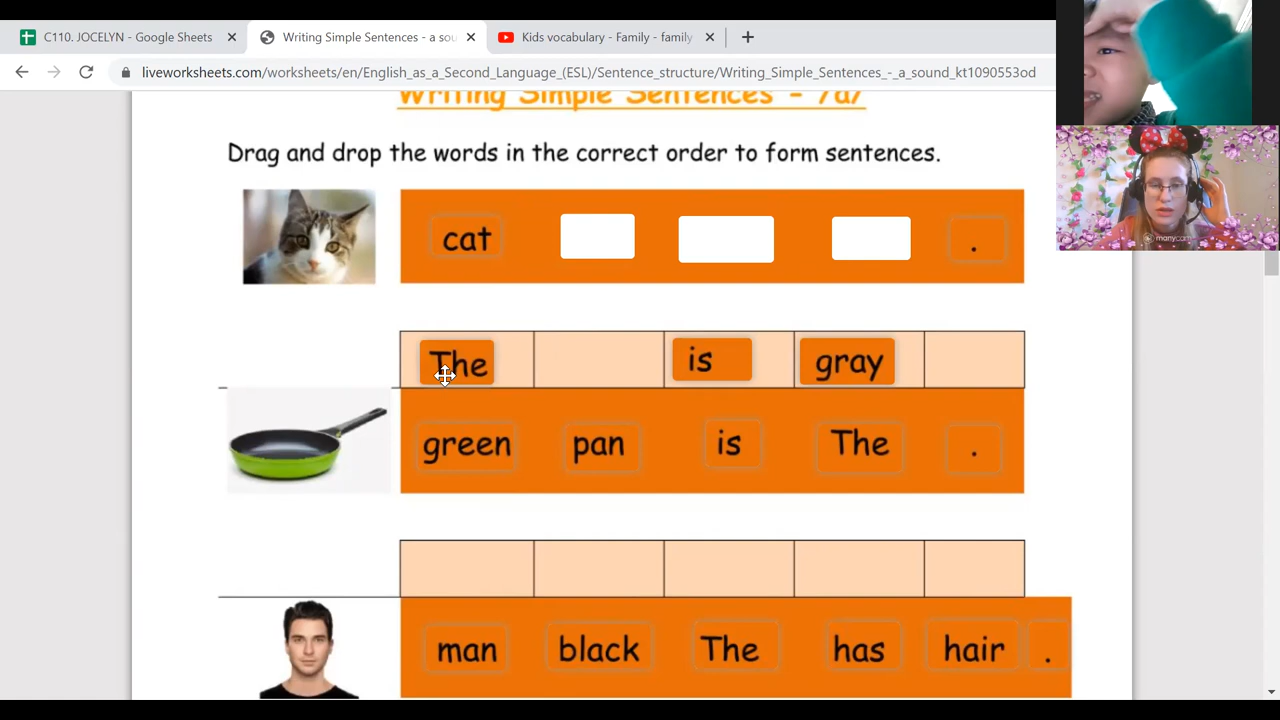 C110. JOCELYN - Google Sheets
Writing Simple Sentences - a sou
Kids vocabulary - Family - family
liveworksheets.com/worksheets/en/English_as_a_Second_Language_(ESL)/Sentence_structure/Writing_Simple_Sentences_-_a_sound_kt1090553od
Writing Simple Sentences - /a/
Drag and drop the words in the correct order to form sentences.
cat .
The is gray
green pan is The .
man black The has hair .
manycam